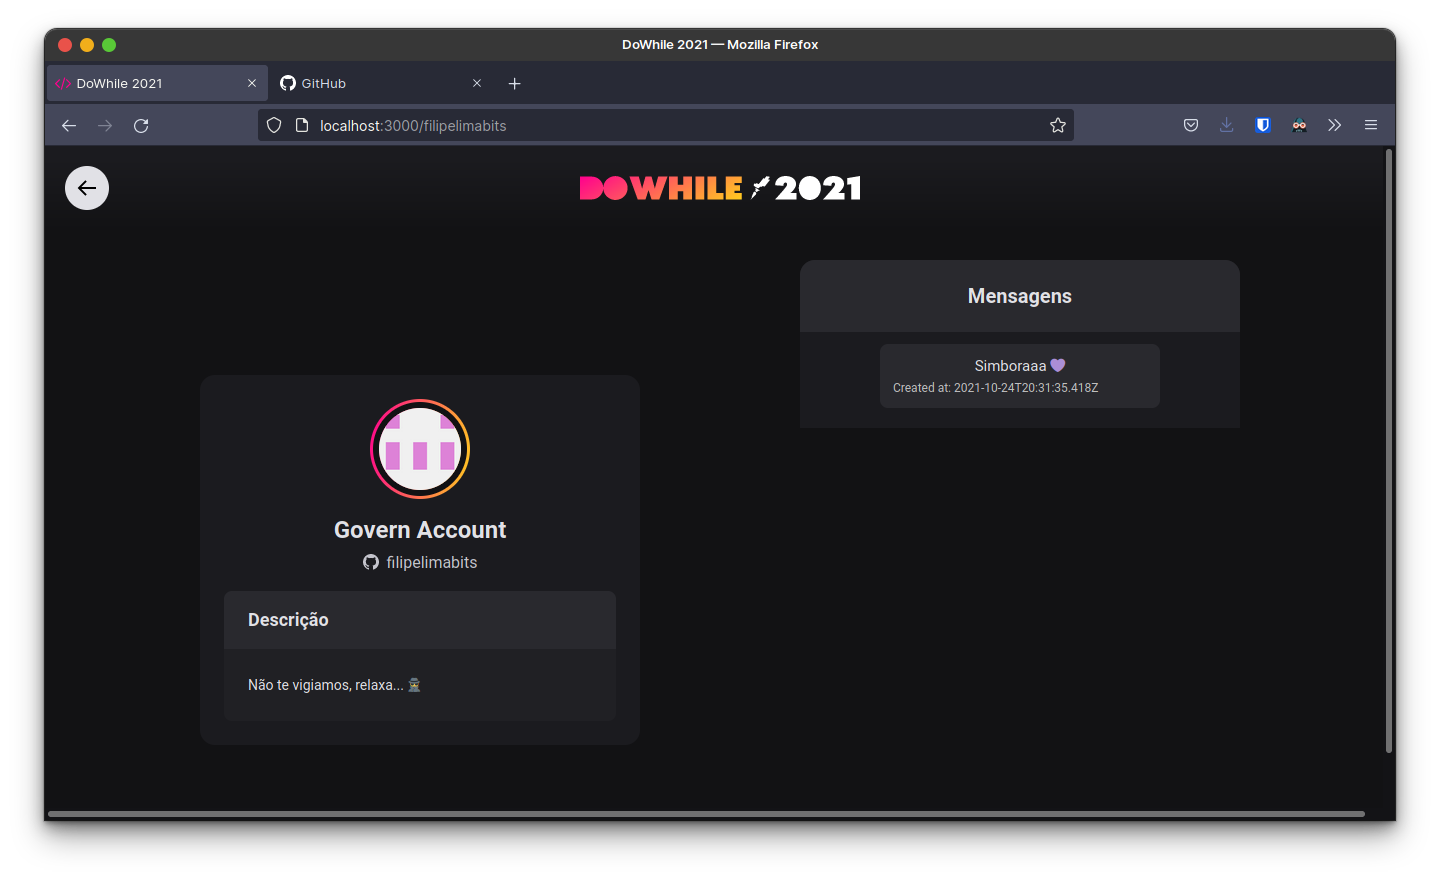 DoWhile 2021 — Mozilla Firefox
DoWhile 2021
GitHub
localhost:3000/filipelimabits
DOWHILE 2021
Mensagens
Simboraaa 💜
Created at: 2021-10-24T20:31:35.418Z
Govern Account
filipelimabits
Descrição
Não te vigiamos, relaxa... 🕵️